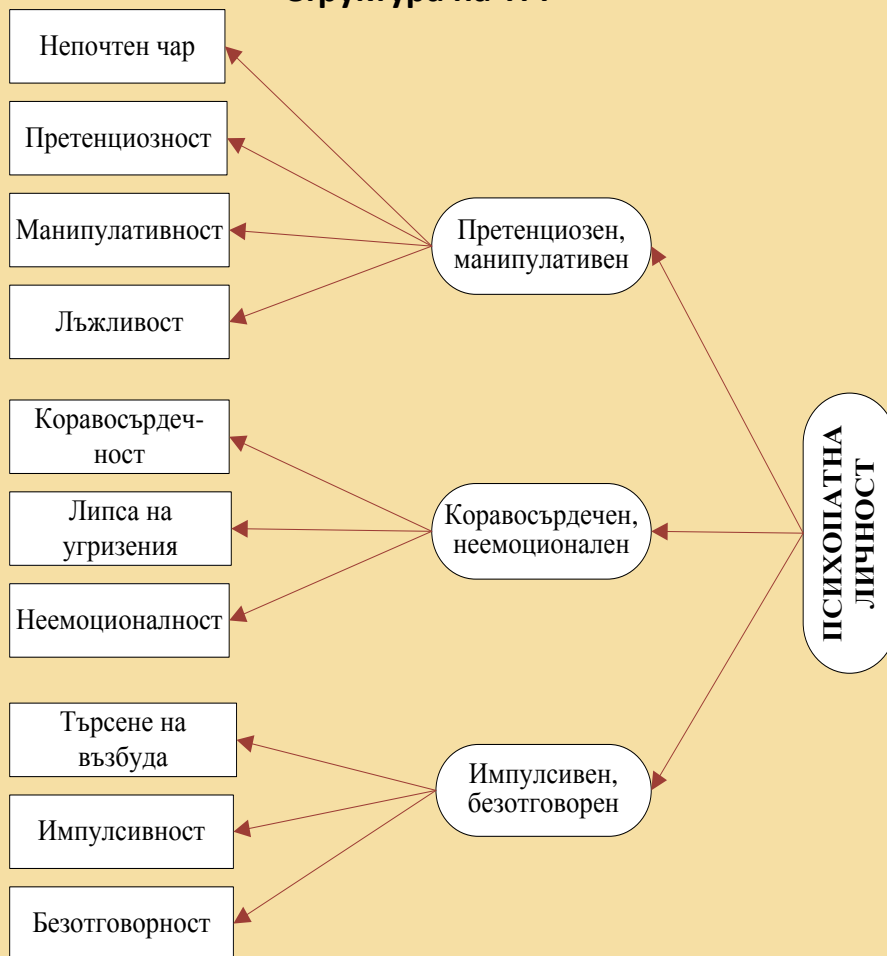 Непочтен чар
Претенциозност
Манипулативност
Лъжливост
Претенциозен,
манипулативен
Коравосърдеч-
ност
Липса на
угризения
Неемоционалност
Коравосърдечен,
неемоционален
Търсене на
възбуда
Импулсивност
Безотговорност
Импулсивен,
безотговорен
ПСИХОПАТНА
ЛИЧНОСТ